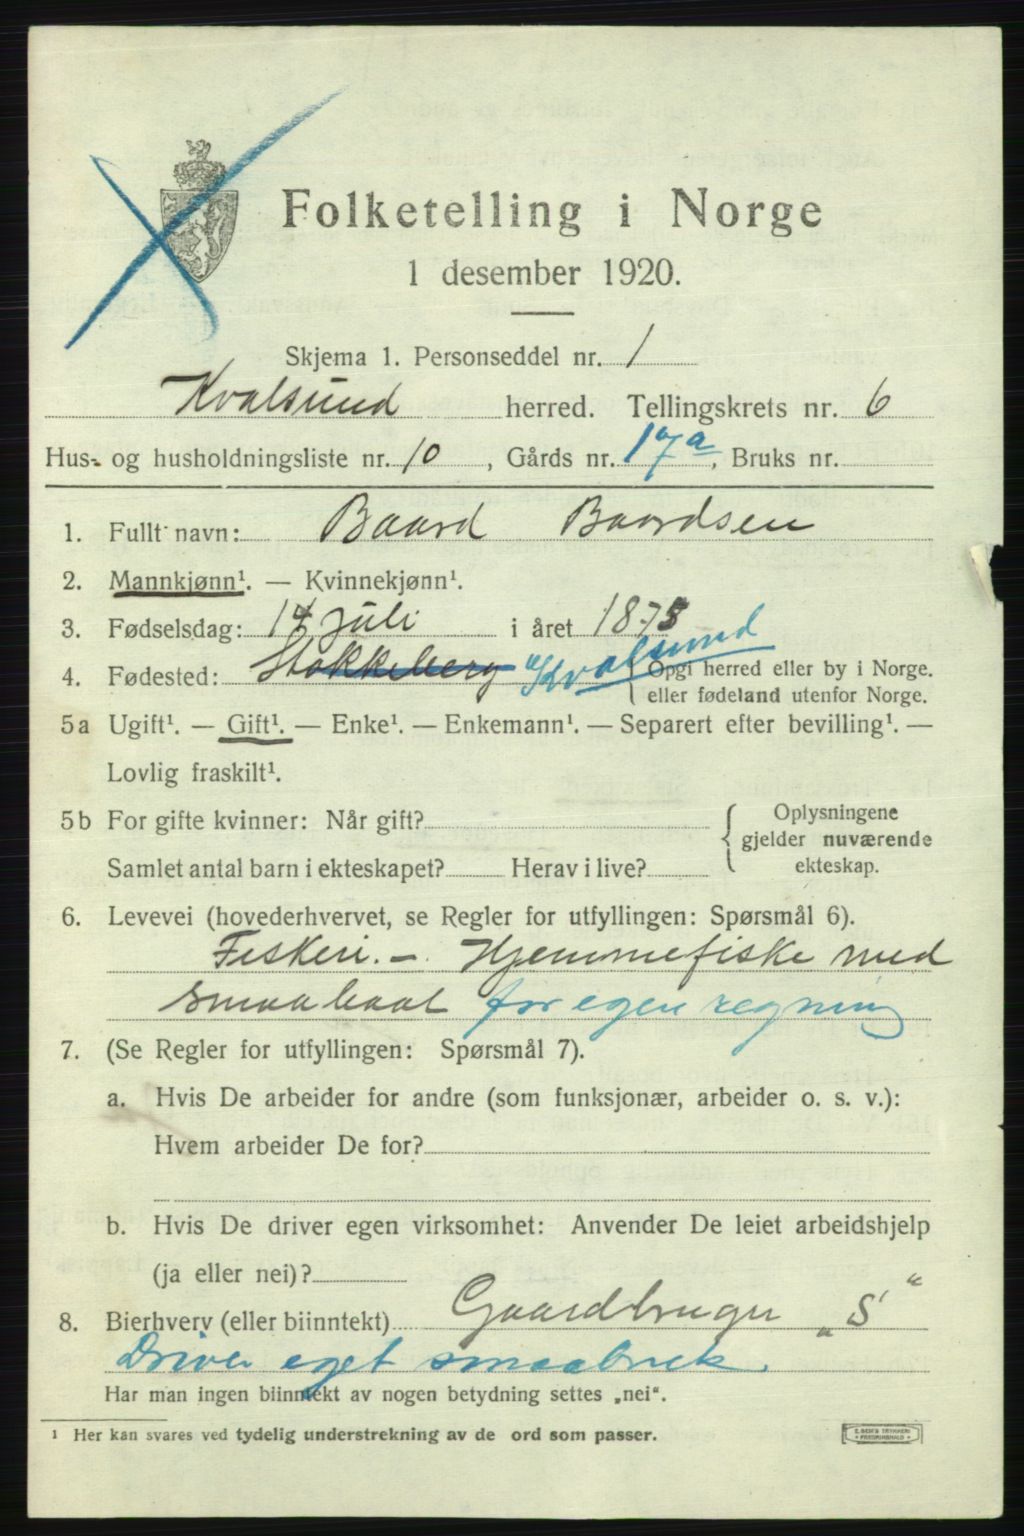 Folketelling i Norge
1 desember 1920.
Skjema 1. Personseddel nr. 1
Kvalsund herred. Tellingskrets nr. 6
Hus- og husholdningsliste nr. 10, Gårds nr. 17a, Bruks nr.
1. Fullt navn: Baard Baardsen
2. Mannkjønn¹. — Kvinnekjønn¹.
3. Fødselsdag: 14 juli i året 1875
4. Fødested: Stokkeberg Kvalsund { Opgi herred eller by i Norge.
eller fødeland utenfor Norge.
5a Ugift¹. — Gift¹. — Enke¹. — Enkemann¹. — Separert efter bevilling¹. —
Lovlig fraskilt¹.
5b For gifte kvinner: Når gift? { Oplysningene
gjelder nuværende
Samlet antal barn i ekteskapet? Herav i live? ekteskap.
6. Levevei (hovederhvervet, se Regler for utfyllingen: Spørsmål 6).
Fiskeri. – Hjemmefiske med
smaabaat for egen regning
7. (Se Regler for utfyllingen: Spørsmål 7).
a. Hvis De arbeider for andre (som funksjonær, arbeider o. s. v.):
Hvem arbeider De for?
b. Hvis De driver egen virksomhet: Anvender De leiet arbeidshjelp
(ja eller nei)?
8. Bierhverv (eller biinntekt) Gaardbruger „S“
Driver eget smaabruk.
Har man ingen biinntekt av nogen betydning settes „nei“.
¹ Her kan svares ved tydelig understrekning av de ord som passer.